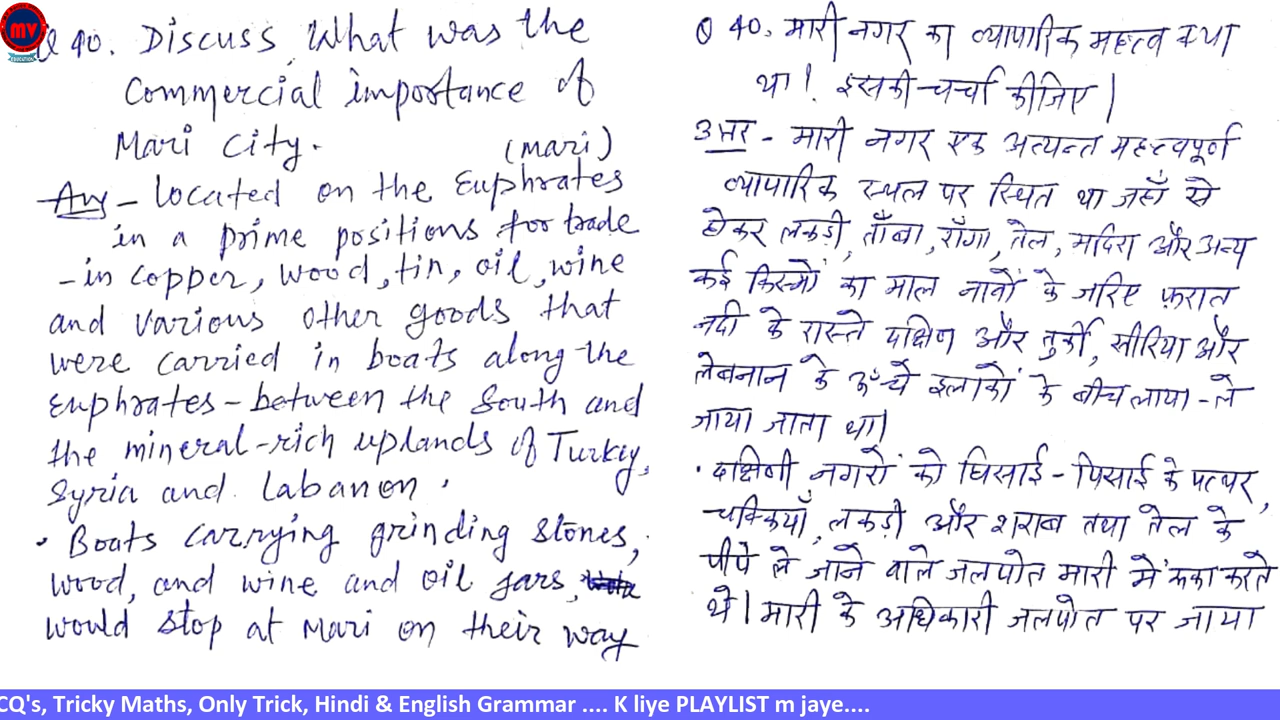 mv
EDUCATION
Q 40. Discuss, What was the
Commercial importance of
Mari City.
(mari)
Ans - Located on the Euphrates
in a prime positions for trade
- in copper, wood, tin, oil, wine
and various other goods that
were carried in boats along the
euphrates - between the South and
the mineral-rich uplands of Turkey,
Syria and Labanon.
• Boats carrying grinding stones,
wood, and wine and oil jars,
would stop at Mari on their way
Q 40. मारी नगर का व्यापारिक महत्त्व क्या
था! इसकी चर्चा कीजिए।
उत्तर - मारी नगर एक अत्यन्त महत्त्वपूर्ण
व्यापारिक स्थल पर स्थित था जहाँ से
होकर लकड़ी, ताँबा, राँगा, तेल, मदिरा और अन्य
कई किस्मों का माल नावों के जरिए फ़रात
नदी के रास्ते दक्षिण और तुर्की, सीरिया और
लेबनान के ऊँचे इलाकों के बीच लाया-ले
जाया जाता था।
• दक्षिणी नगरों को घिसाई-पिसाई के पत्थर,
चक्कियाँ, लकड़ी और शराब तथा तेल के
पीपे ले जाने वाले जलपोत मारी में रुका करते
थे। मारी के अधिकारी जलपोत पर जाया
CQ's, Tricky Maths, Only Trick, Hindi & English Grammar .... K liye PLAYLIST m jaye....